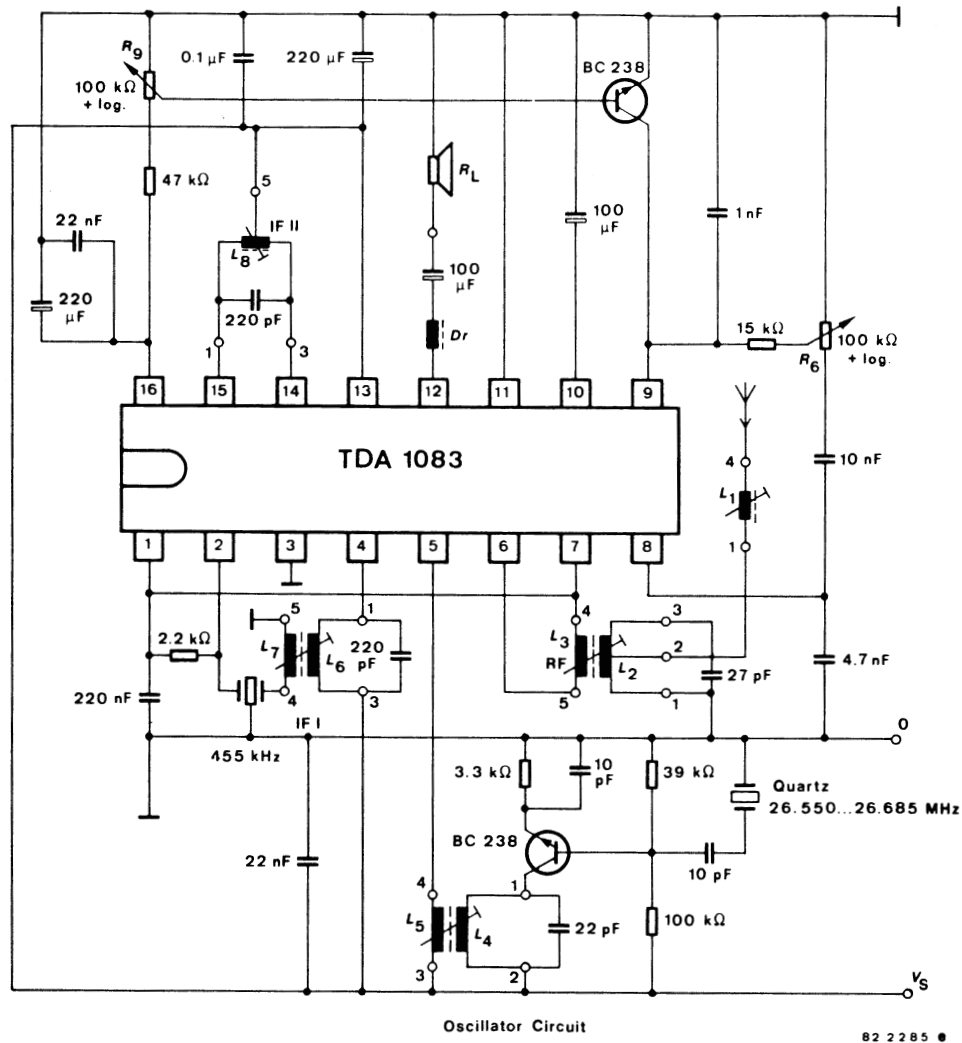 R9
0.1 µF
220 µF
BC 238
100 kΩ
+ log.
5
RL
47 kΩ
22 nF
IF II
L8
100 µF
1 nF
220 µF
100 µF
220 pF
Dr
15 kΩ
100 kΩ
+ log.
R6
1
3
16
15
14
13
12
11
10
9
TDA 1083
4
10 nF
L1
1
1
2
3
4
5
6
7
8
5
1
4
3
2.2 kΩ
L7
L6
220 pF
L3
RF
L2
2
4.7 nF
27 pF
220 nF
4
3
5
1
IF I
0
455 kHz
3.3 kΩ
10 pF
39 kΩ
Quartz
26.550...26.685 MHz
BC 238
22 nF
10 pF
4
1
L5
L4
22 pF
100 kΩ
3
2
VS
Oscillator Circuit
82 2285 e